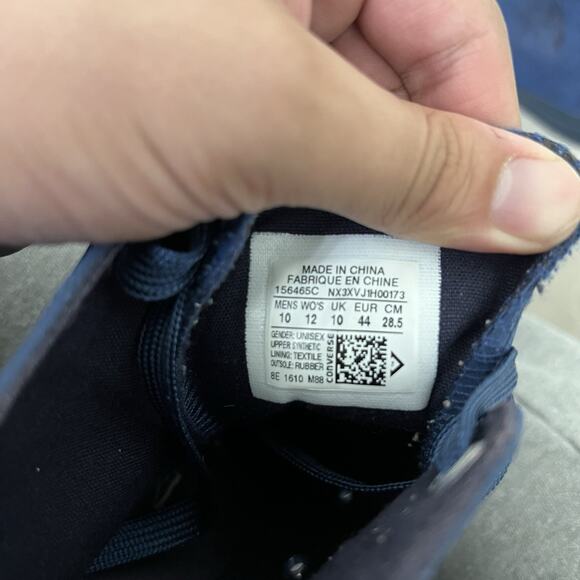 MADE IN CHINA
FABRIQUE EN CHINE
156465C NX3XVJ1H00173
MENS WO'S UK EUR CM
10 12 10 44 28.5
GENDER: UNISEX
UPPER: SYNTHETIC
LINING: TEXTILE
OUTSOLE: RUBBER
8E 1610 M88
CONVERSE